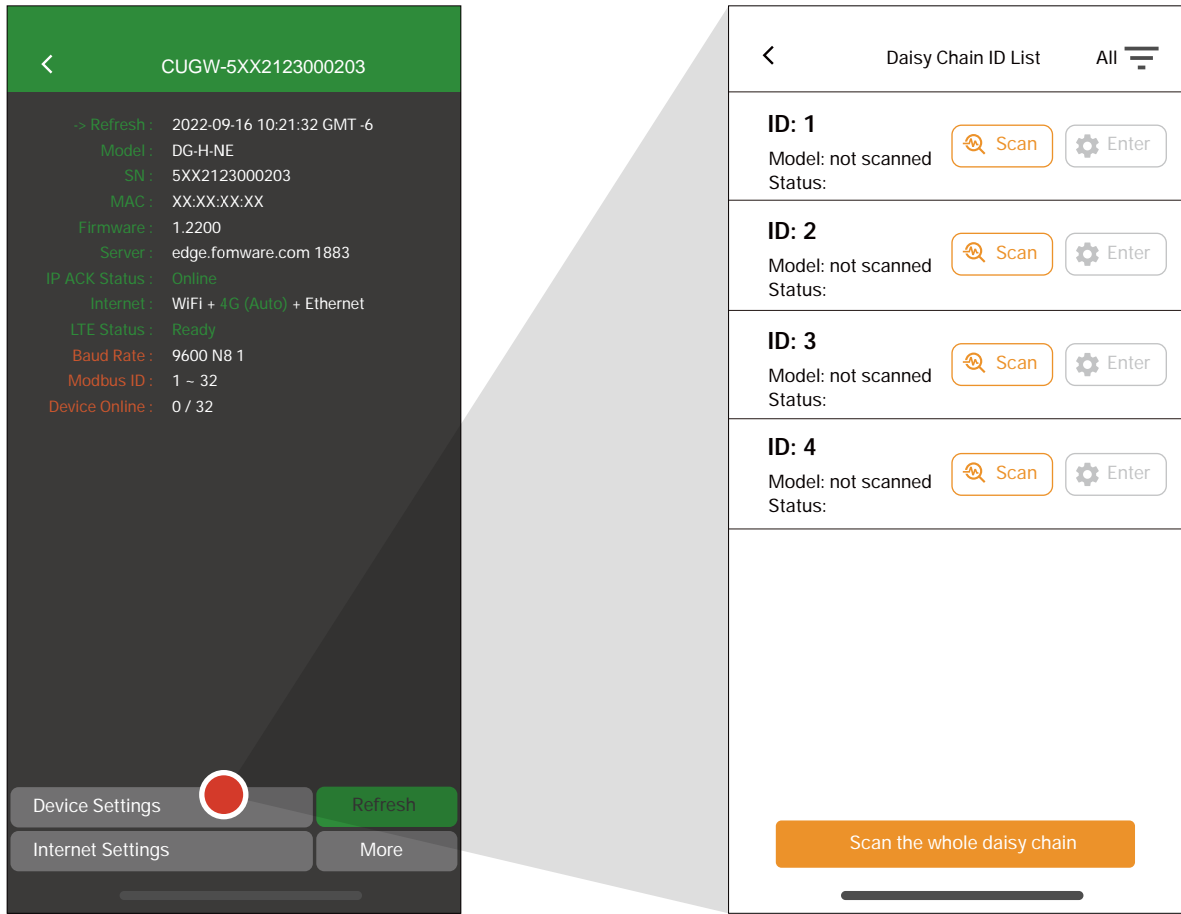 CUGW-5XX2123000203
-> Refresh : 2022-09-16 10:21:32 GMT -6
Model : DG-H-NE
SN : 5XX2123000203
MAC : XX:XX:XX:XX
Firmware : 1.2200
Server : edge.fomware.com 1883
IP ACK Status : Online
Internet : WiFi + 4G (Auto) + Ethernet
LTE Status : Ready
Baud Rate : 9600 N8 1
Modbus ID : 1 ~ 32
Device Online : 0 / 32
Device Settings
Refresh
Internet Settings
More
Daisy Chain ID List
All
ID: 1
Model: not scanned
Status:
Scan
Enter
ID: 2
Model: not scanned
Status:
Scan
Enter
ID: 3
Model: not scanned
Status:
Scan
Enter
ID: 4
Model: not scanned
Status:
Scan
Enter
Scan the whole daisy chain